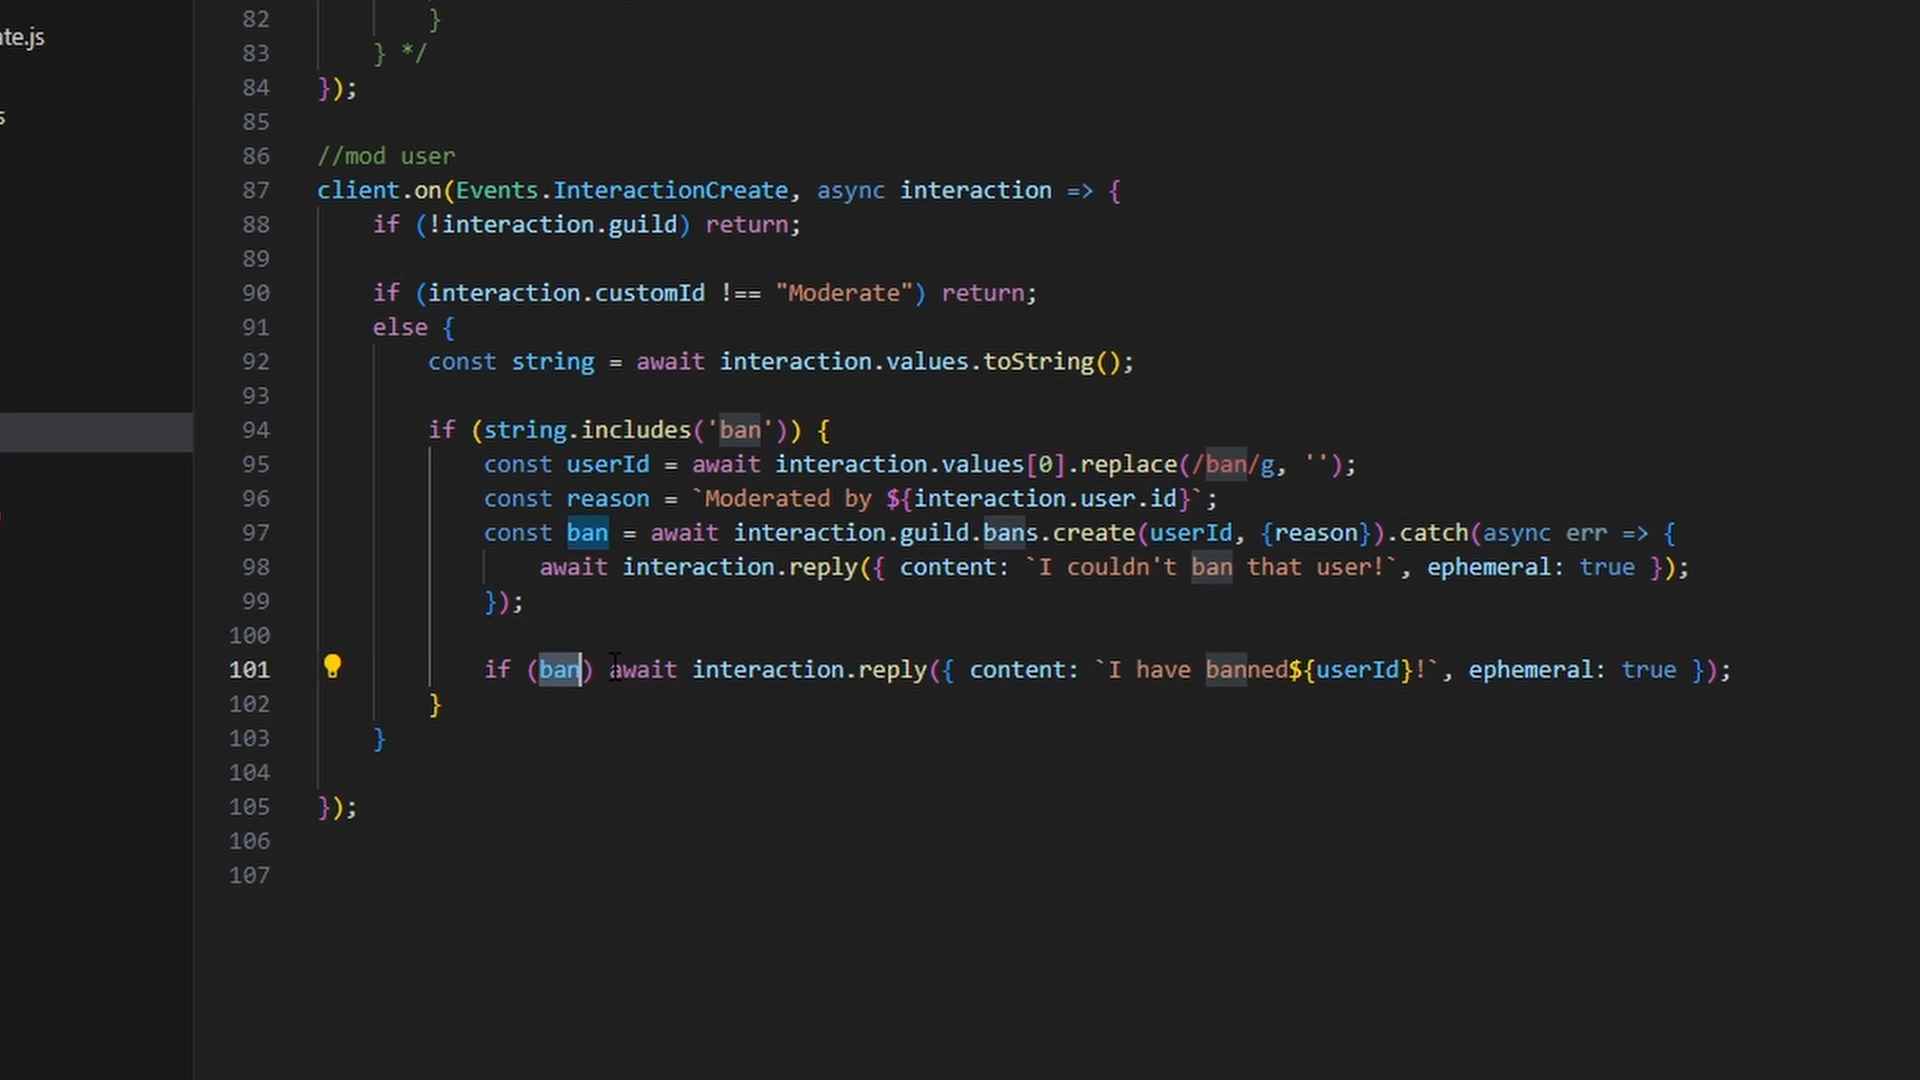 te.js
s
82 }
83 } */
84 });
85
86 //mod user
87 client.on(Events.InteractionCreate, async interaction => {
88 if (!interaction.guild) return;
89
90 if (interaction.customId !== "Moderate") return;
91 else {
92 const string = await interaction.values.toString();
93
94 if (string.includes('ban')) {
95 const userId = await interaction.values[0].replace(/ban/g, '');
96 const reason = `Moderated by ${interaction.user.id}`;
97 const ban = await interaction.guild.bans.create(userId, {reason}).catch(async err => {
98 await interaction.reply({ content: `I couldn't ban that user!`, ephemeral: true });
99 });
100
101 if (ban) await interaction.reply({ content: `I have banned${userId}!`, ephemeral: true });
102 }
103 }
104
105 });
106
107